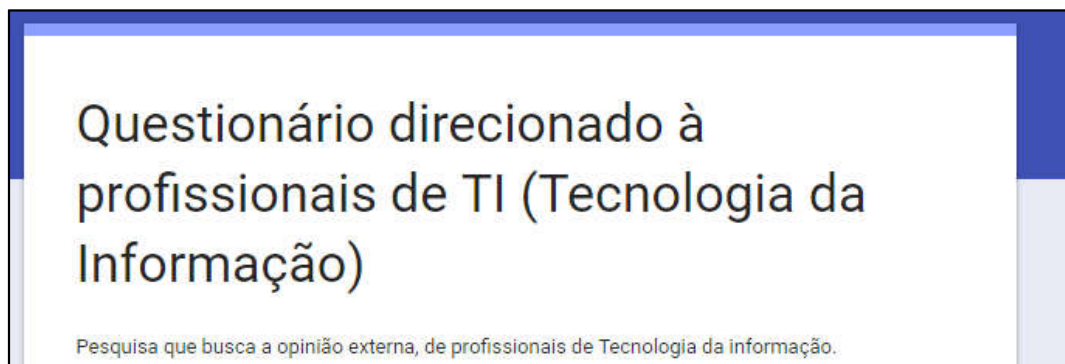 Questionário direcionado à
profissionais de TI (Tecnologia da
Informação)
Pesquisa que busca a opinião externa, de profissionais de Tecnologia da informação.